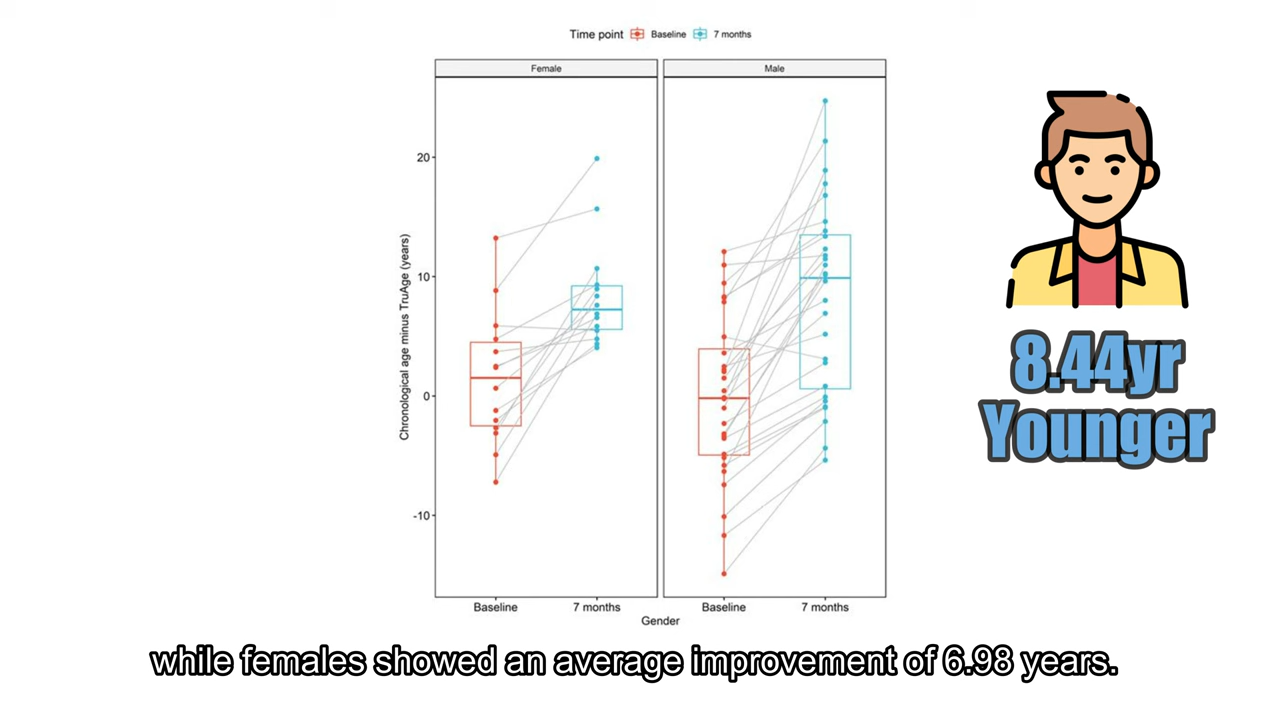 Time point Baseline 7 months
Female Male
20
10
0
-10
Chronological age minus TruAge (years)
Baseline 7 months Baseline 7 months
Gender
8.44yr
Younger
while females showed an average improvement of 6.98 years.